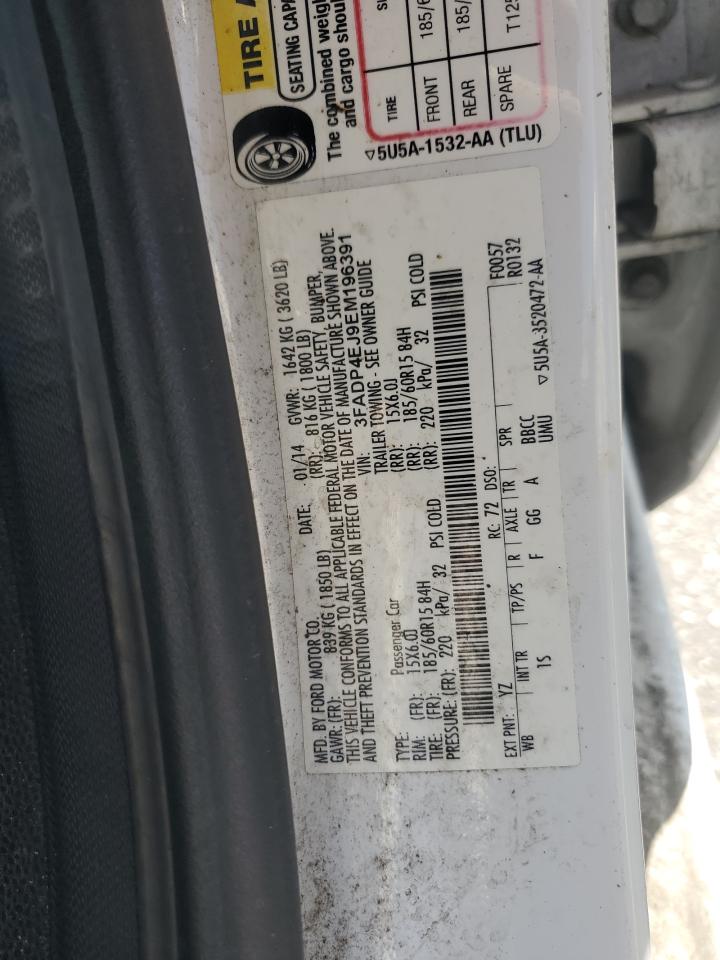 TIRE A
SEATING CAPA
The combined weigh
and cargo shou
TIRE SI
FRONT 185/6
REAR 185/
SPARE T125
5U5A-1532-AA (TLU)
MFD. BY FORD MOTOR CO.
DATE: 01/14 GVWR: 1642 KG ( 3620 LB)
GAWR: (FR): 839 KG ( 1850 LB) (RR): 816 KG ( 1800 LB)
THIS VEHICLE CONFORMS TO ALL APPLICABLE FEDERAL MOTOR VEHICLE SAFETY, BUMPER,
AND THEFT PREVENTION STANDARDS IN EFFECT ON THE DATE OF MANUFACTURE SHOWN ABOVE.
VIN: 3FADP4EJ9EM196391
TYPE: Passenger Car TRAILER TOWING - SEE OWNER GUIDE
RIM: (FR): 15X6.0J (RR): 15X6.0J
TIRE: (FR): 185/60R15 84H (RR): 185/60R15 84H
PRESSURE: (FR): 220 kPa/ 32 PSI COLD (RR): 220 kPa/ 32 PSI COLD
RC: 72 DSO: F0057
EXT PNT: YZ R0132
WB INT TR TP/PS R AXLE TR SPR
1S F GG A BBCC
UMU
5U5A-3520472-AA